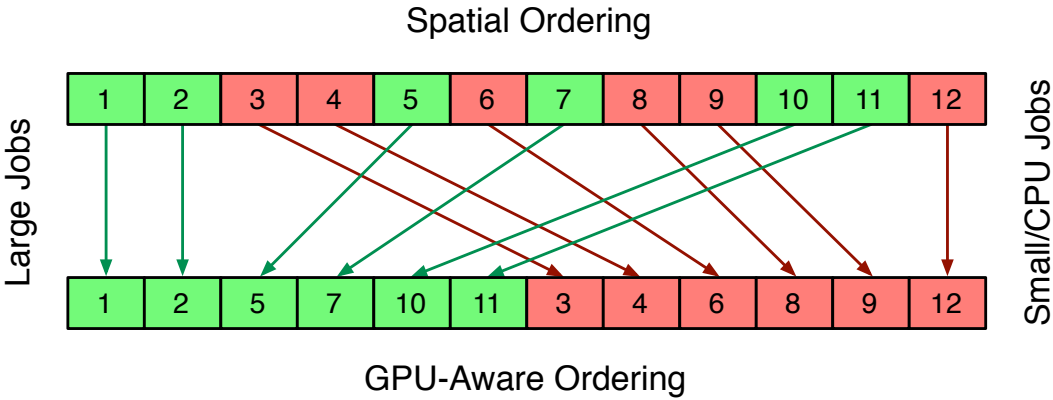 Spatial Ordering
1 2 3 4 5 6 7 8 9 10 11 12
Large Jobs
Small/CPU Jobs
1 2 5 7 10 11 3 4 6 8 9 12
GPU-Aware Ordering